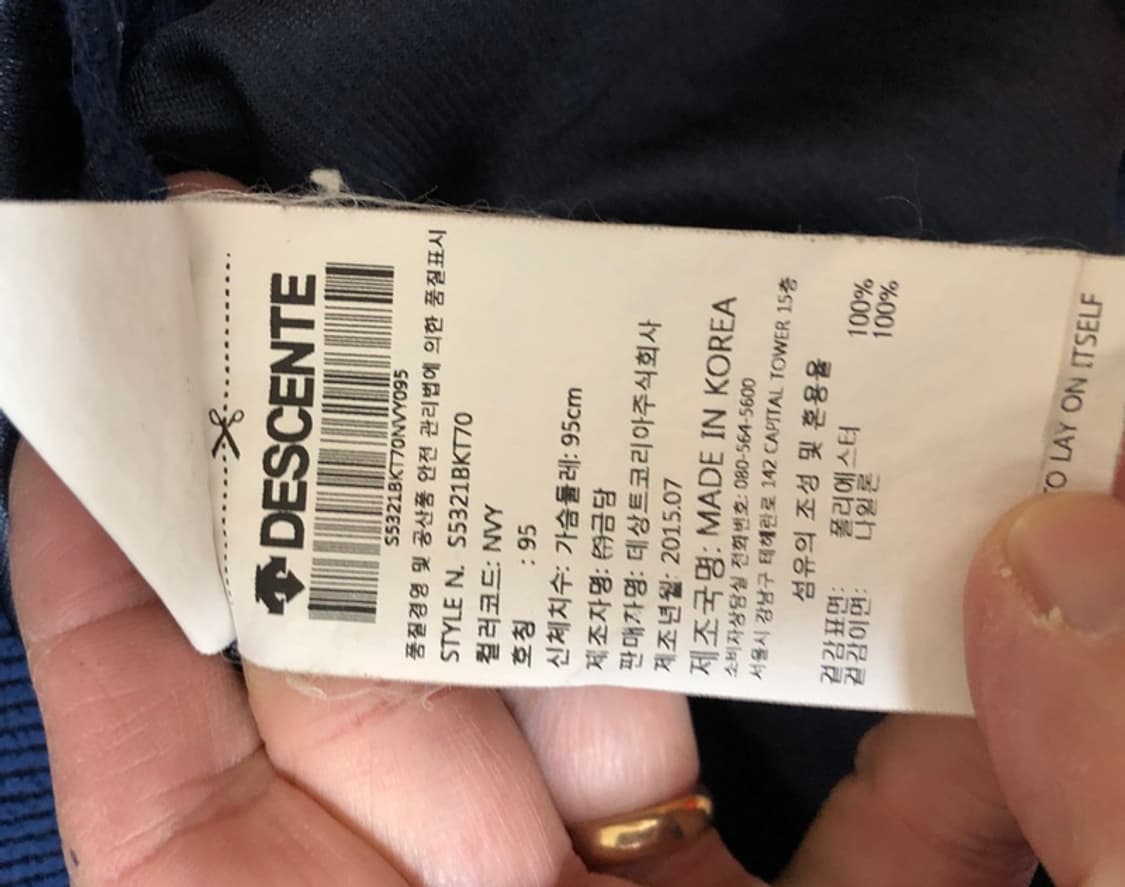 DESCENTE
S5321BKT70NVY095
품질경영 및 공산품 안전 관리법에 의한 품질표시
STYLE N. S5321BKT70
컬러코드: NVY
호칭 : 95
신체치수: 가슴둘레: 95cm
제조자명: ㈜금담
판매자명: 데상트코리아주식회사
제조년월: 2015.07
제조국명: MADE IN KOREA
소비자상담실 전화번호: 080-564-5600
서울시 강남구 테헤란로 142 CAPITAL TOWER 15층
섬유의 조성 및 혼용율
겉감표면: 폴리에스터 100%
겉감이면: 나일론 100%
TO LAY ON ITSELF